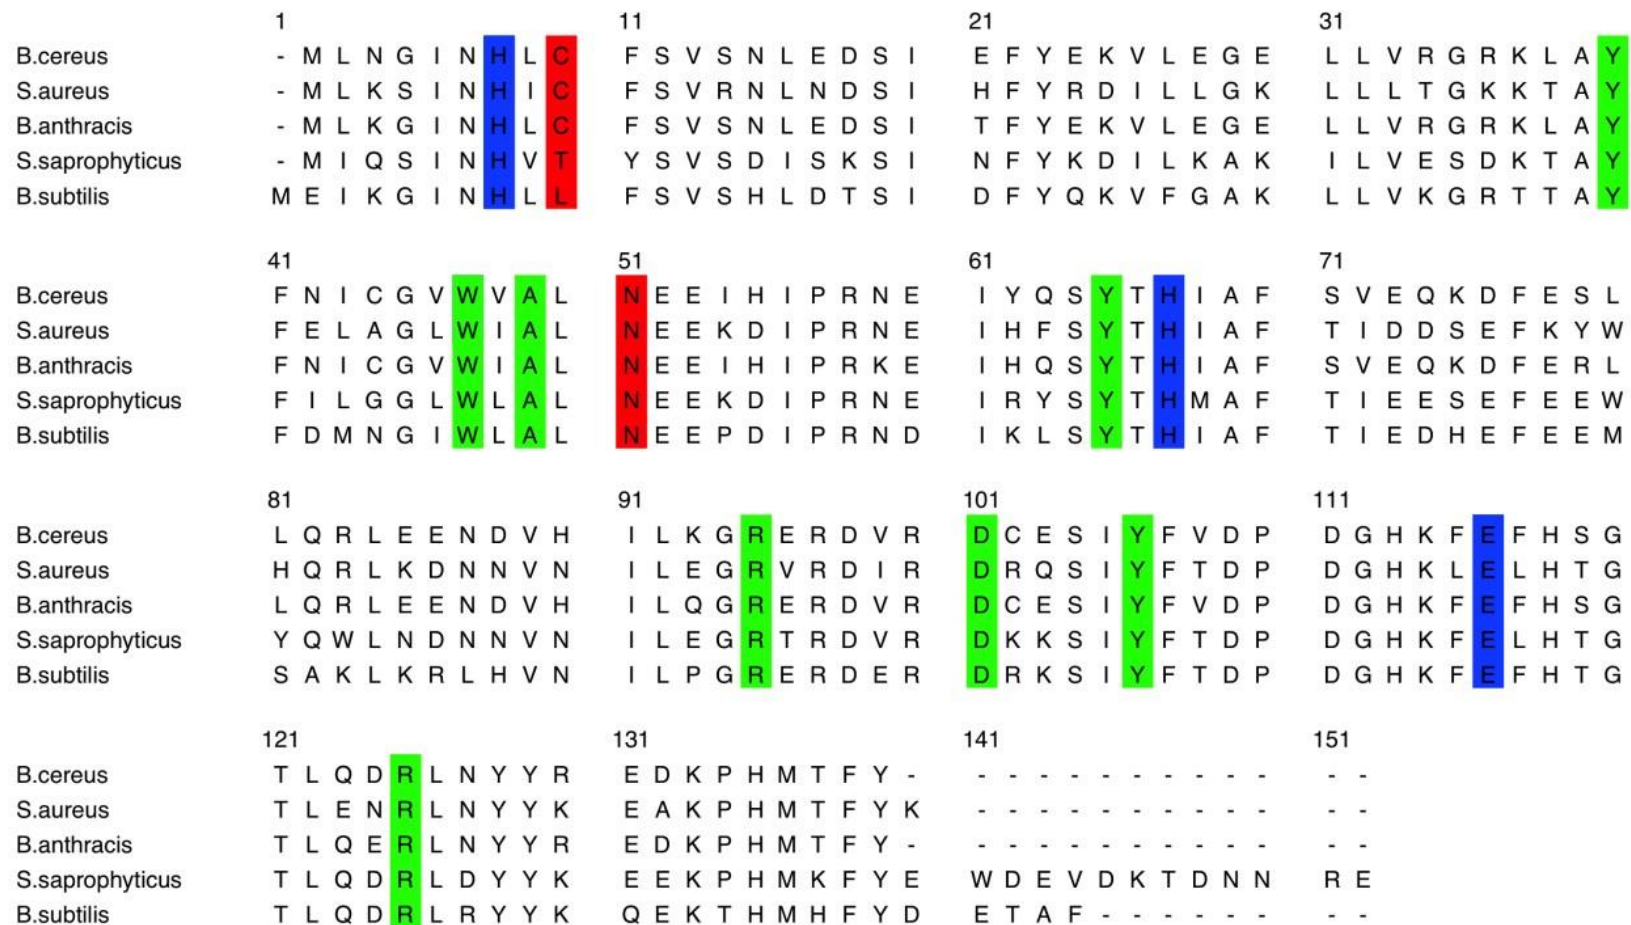 1 11 21 31
B.cereus - M L N G I N H L C F S V S N L E D S I E F Y E K V L E G E L L V R G R K L A Y
S.aureus - M L K S I N H I C F S V R N L N D S I H F Y R D I L L G K L L L T G K K T A Y
B.anthracis - M L K G I N H L C F S V S N L E D S I T F Y E K V L E G E L L V R G R K L A Y
S.saprophyticus - M I Q S I N H V T Y S V S D I S K S I N F Y K D I L K A K I L V E S D K T A Y
B.subtilis M E I K G I N H L L F S V S H L D T S I D F Y Q K V F G A K L L V K G R T T A Y
41 51 61 71
B.cereus F N I C G V W V A L N E E I H I P R N E I Y Q S Y T H I A F S V E Q K D F E S L
S.aureus F E L A G L W I A L N E E K D I P R N E I H F S Y T H I A F T I D D S E F K Y W
B.anthracis F N I C G V W I A L N E E I H I P R K E I H Q S Y T H I A F S V E Q K D F E R L
S.saprophyticus F I L G G L W L A L N E E K D I P R N E I R Y S Y T H M A F T I E E S E F E E W
B.subtilis F D M N G I W L A L N E E P D I P R N D I K L S Y T H I A F T I E D H E F E E M
81 91 101 111
B.cereus L Q R L E E N D V H I L K G R E R D V R D C E S I Y F V D P D G H K F E F H S G
S.aureus H Q R L K D N N V N I L E G R V R D I R D R Q S I Y F T D P D G H K L E L H T G
B.anthracis L Q R L E E N D V H I L Q G R E R D V R D C E S I Y F V D P D G H K F E F H S G
S.saprophyticus Y Q W L N D N N V N I L E G R T R D V R D K K S I Y F T D P D G H K F E L H T G
B.subtilis S A K L K R L H V N I L P G R E R D E R D R K S I Y F T D P D G H K F E F H T G
121 131 141 151
B.cereus T L Q D R L N Y Y R E D K P H M T F Y - - - - - - - - - - - - -
S.aureus T L E N R L N Y Y K E A K P H M T F Y K - - - - - - - - - - - -
B.anthracis T L Q E R L N Y Y R E D K P H M T F Y - - - - - - - - - - - - -
S.saprophyticus T L Q D R L D Y Y K E E K P H M K F Y E W D E V D K T D N N R E
B.subtilis T L Q D R L R Y Y K Q E K T H M H F Y D E T A F - - - - - - - -